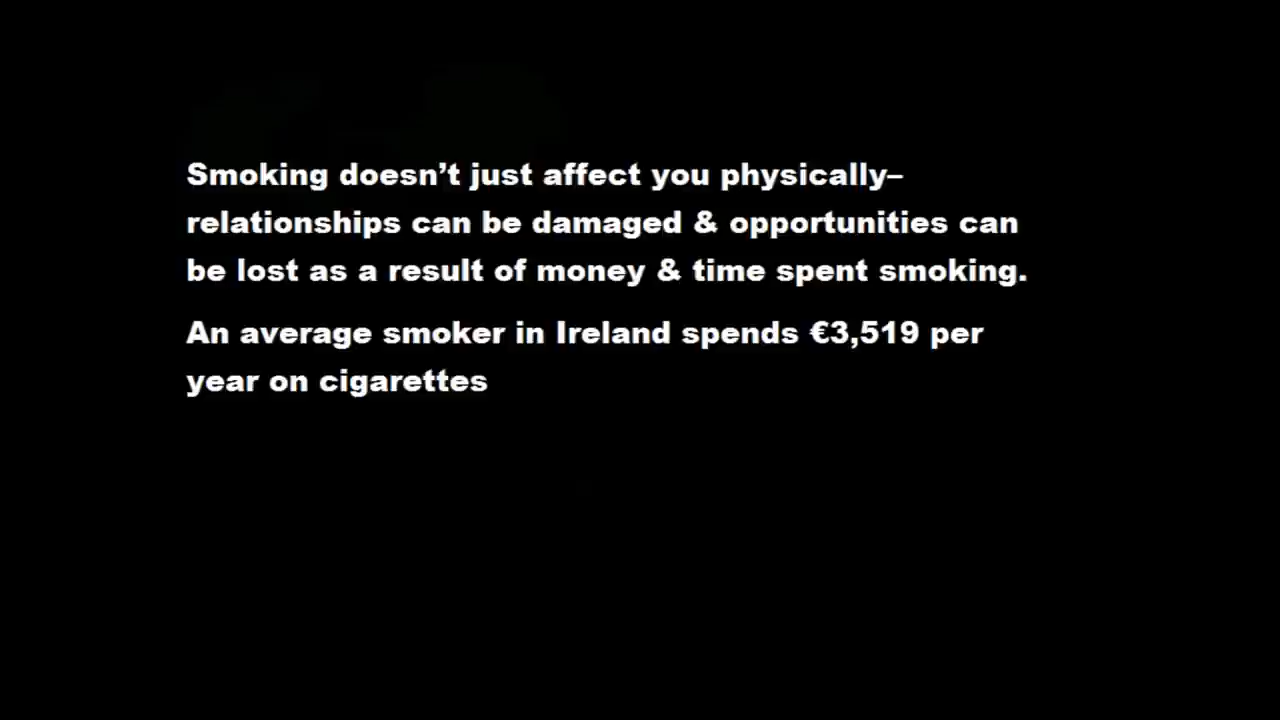 Smoking doesn’t just affect you physically–
relationships can be damaged & opportunities can
be lost as a result of money & time spent smoking.
An average smoker in Ireland spends €3,519 per
year on cigarettes